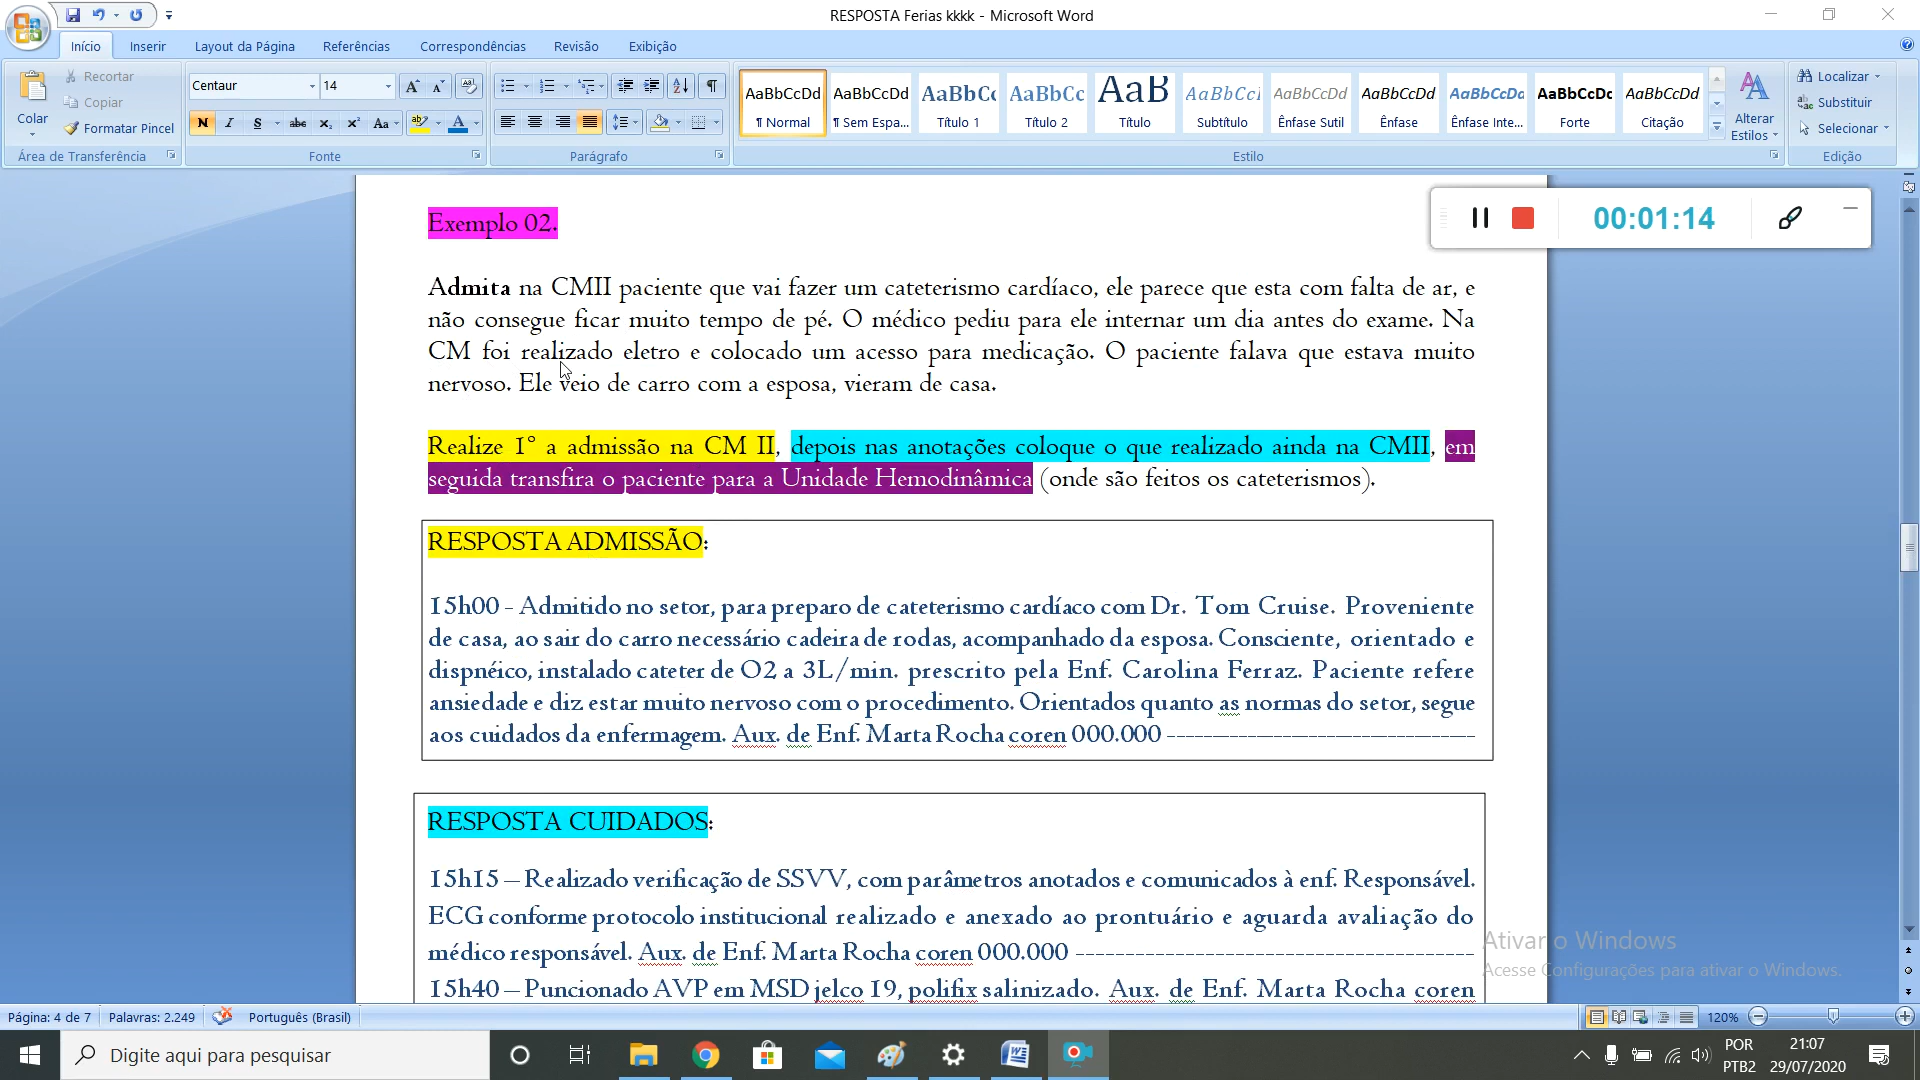 RESPOSTA Ferias kkkk - Microsoft Word
Início Inserir Layout da Página Referências Correspondências Revisão Exibição
Colar
Recortar
Copiar
Formatar Pincel
Área de Transferência
Centaur 14
N I S abc x₂ x² Aa
Fonte
Parágrafo
AaBbCcDd AaBbCcDd AaBbCc AaBbCc AaB AaBbCcI AaBbCcDd AaBbCcDd AaBbCcDc AaBbCcDc AaBbCcDd
¶ Normal ¶ Sem Espa... Título 1 Título 2 Título Subtítulo Ênfase Sutil Ênfase Ênfase Inte... Forte Citação
Alterar
Estilos
Estilo
Localizar
Substituir
Selecionar
Edição
00:01:14
Exemplo 02.
Admita na CMII paciente que vai fazer um cateterismo cardíaco, ele parece que esta com falta de ar, e
não consegue ficar muito tempo de pé. O médico pediu para ele internar um dia antes do exame. Na
CM foi realizado eletro e colocado um acesso para medicação. O paciente falava que estava muito
nervoso. Ele veio de carro com a esposa, vieram de casa.
Realize 1° a admissão na CM II, depois nas anotações coloque o que realizado ainda na CMII, em
seguida transfira o paciente para a Unidade Hemodinâmica (onde são feitos os cateterismos).
RESPOSTA ADMISSÃO:
15h00 - Admitido no setor, para preparo de cateterismo cardíaco com Dr. Tom Cruise. Proveniente
de casa, ao sair do carro necessário cadeira de rodas, acompanhado da esposa. Consciente, orientado e
dispnéico, instalado cateter de O2 a 3L/min. prescrito pela Enf. Carolina Ferraz. Paciente refere
ansiedade e diz estar muito nervoso com o procedimento. Orientados quanto as normas do setor, segue
aos cuidados da enfermagem. Aux. de Enf. Marta Rocha coren 000.000 -----------------------------------
RESPOSTA CUIDADOS:
15h15 – Realizado verificação de SSVV, com parâmetros anotados e comunicados à enf. Responsável.
ECG conforme protocolo institucional realizado e anexado ao prontuário e aguarda avaliação do
médico responsável. Aux. de Enf. Marta Rocha coren 000.000 ---------------------------------------------
15h40 – Puncionado AVP em MSD jelco 19, polifix salinizado. Aux. de Enf. Marta Rocha coren
Ativar o Windows
Acesse Configurações para ativar o Windows.
Página: 4 de 7 Palavras: 2.249 Português (Brasil) 120%
Digite aqui para pesquisar
POR
PTB2
21:07
29/07/2020